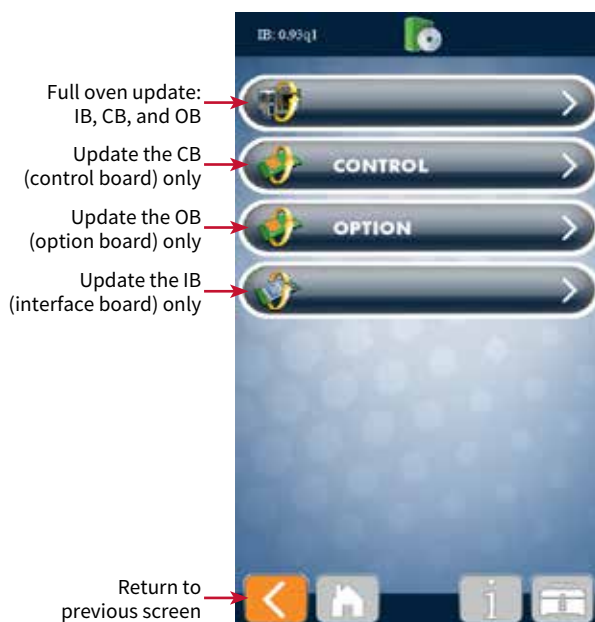 IB: 0.93q1
Full oven update:
IB, CB, and OB
Update the CB
(control board) only
CONTROL
Update the OB
(option board) only
OPTION
Update the IB
(interface board) only
Return to
previous screen
i